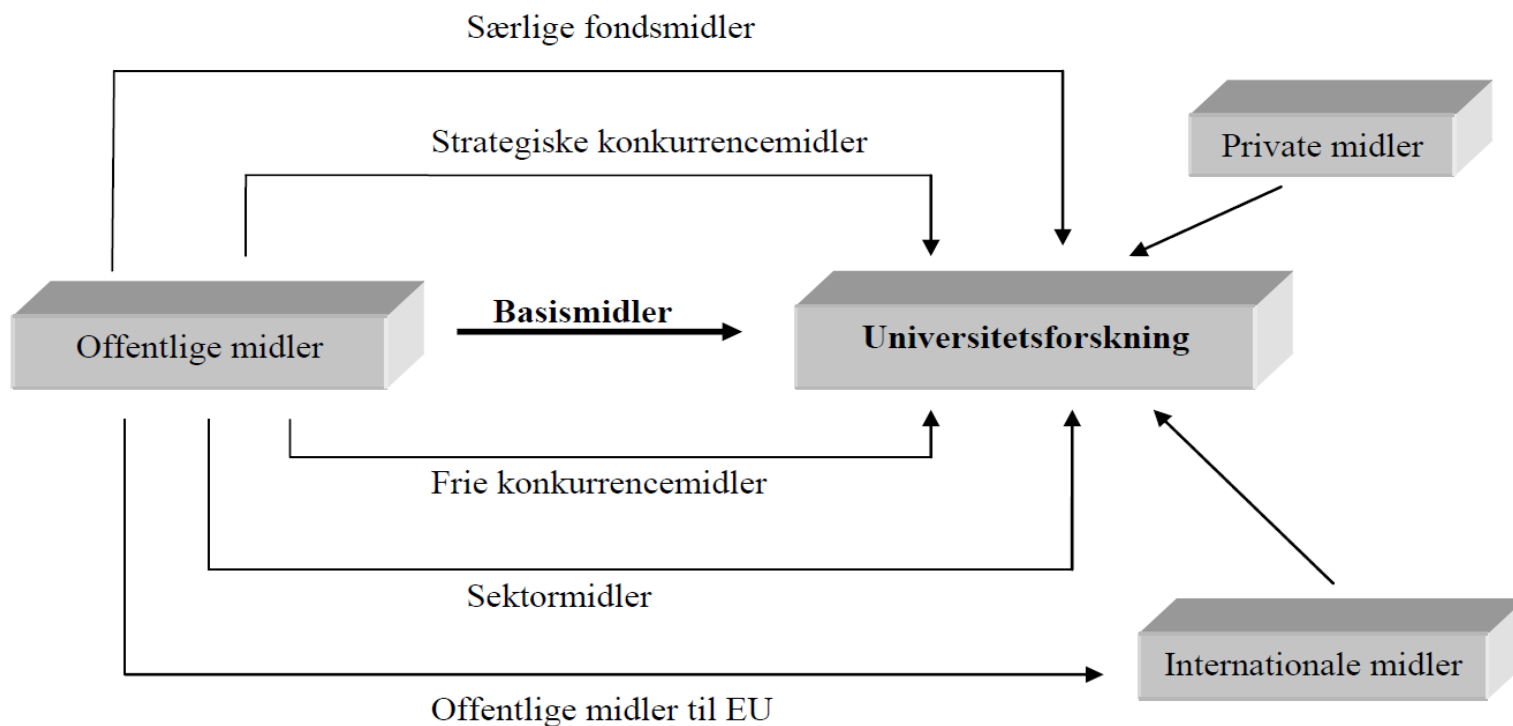 Særlige fondsmidler
Strategiske konkurrencemidler
Private midler
Basismidler
Offentlige midler
Universitetsforskning
Frie konkurrencemidler
Sektormidler
Internationale midler
Offentlige midler til EU